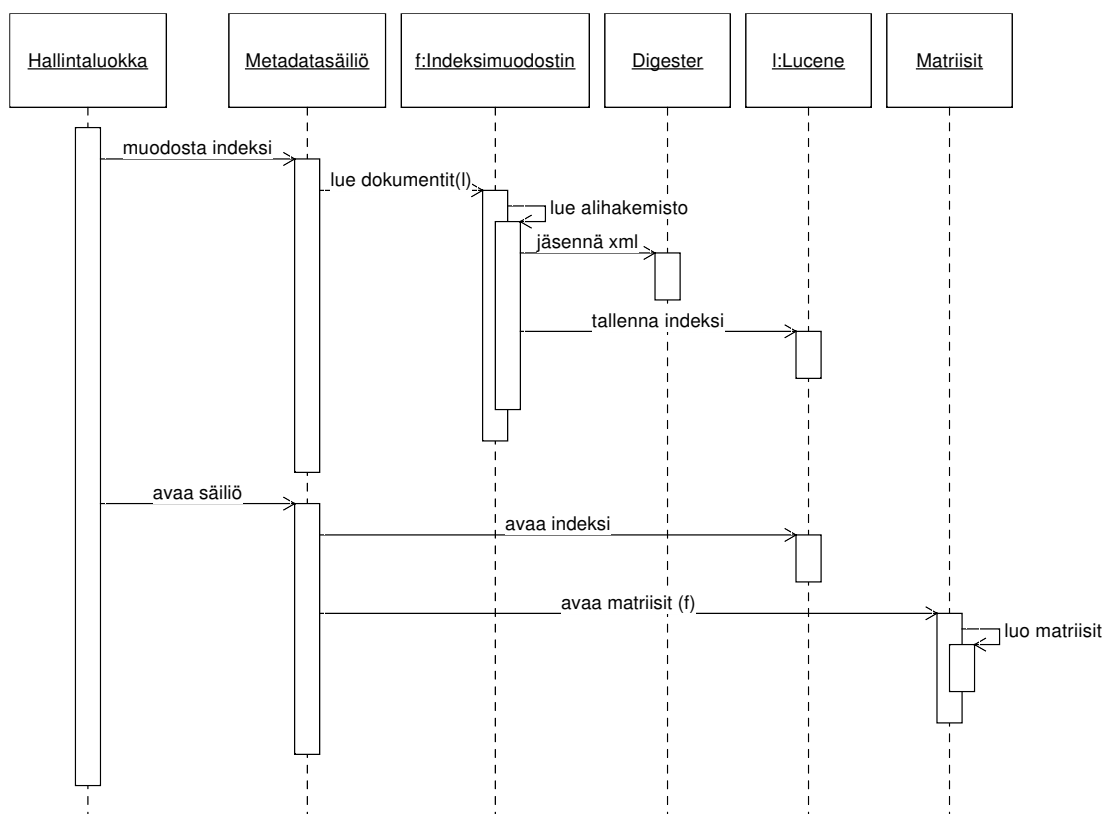 Hallintaluokka
Metadatasäiliö
f:Indeksimuodostin
Digester
l:Lucene
Matriisit
muodosta indeksi
lue dokumentit(l)
lue alihakemisto
jäsennä xml
tallenna indeksi
avaa säiliö
avaa indeksi
avaa matriisit (f)
luo matriisit